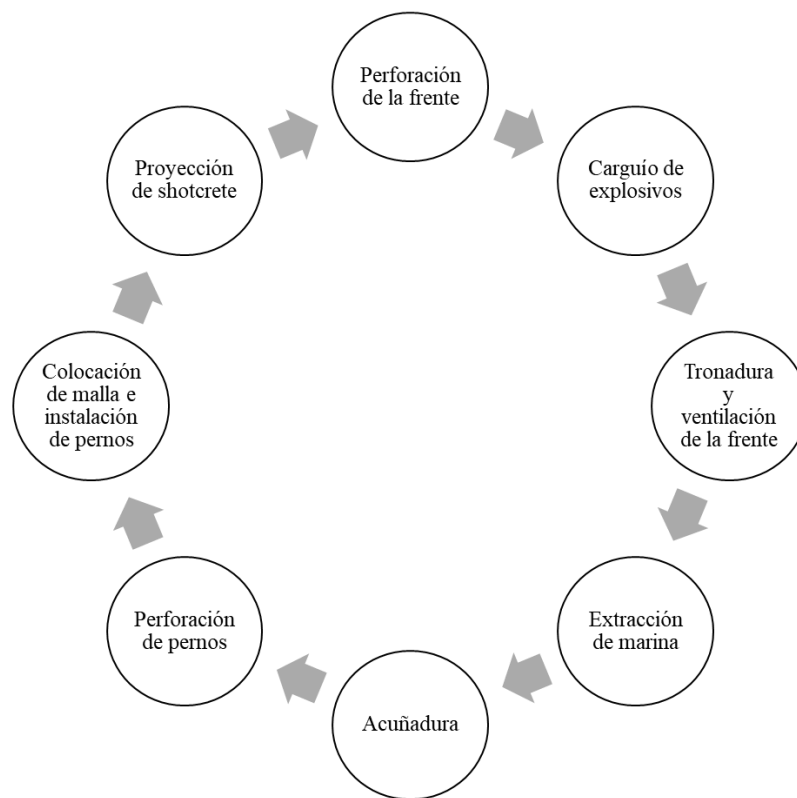 Perforación
de la frente
Carguío de
explosivos
Tronadura
y
ventilación
de la frente
Extracción
de marina
Acuñadura
Perforación
de pernos
Colocación
de malla e
instalación
de pernos
Proyección
de shotcrete